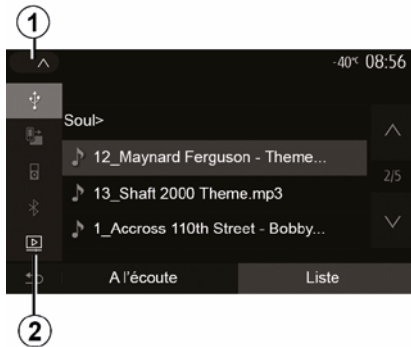 1
-40°C 08:56
Soul>
12_Maynard Ferguson - Theme...
13_Shaft 2000 Theme.mp3
2/5
1_Accross 110th Street - Bobby...
A l'écoute Liste
2